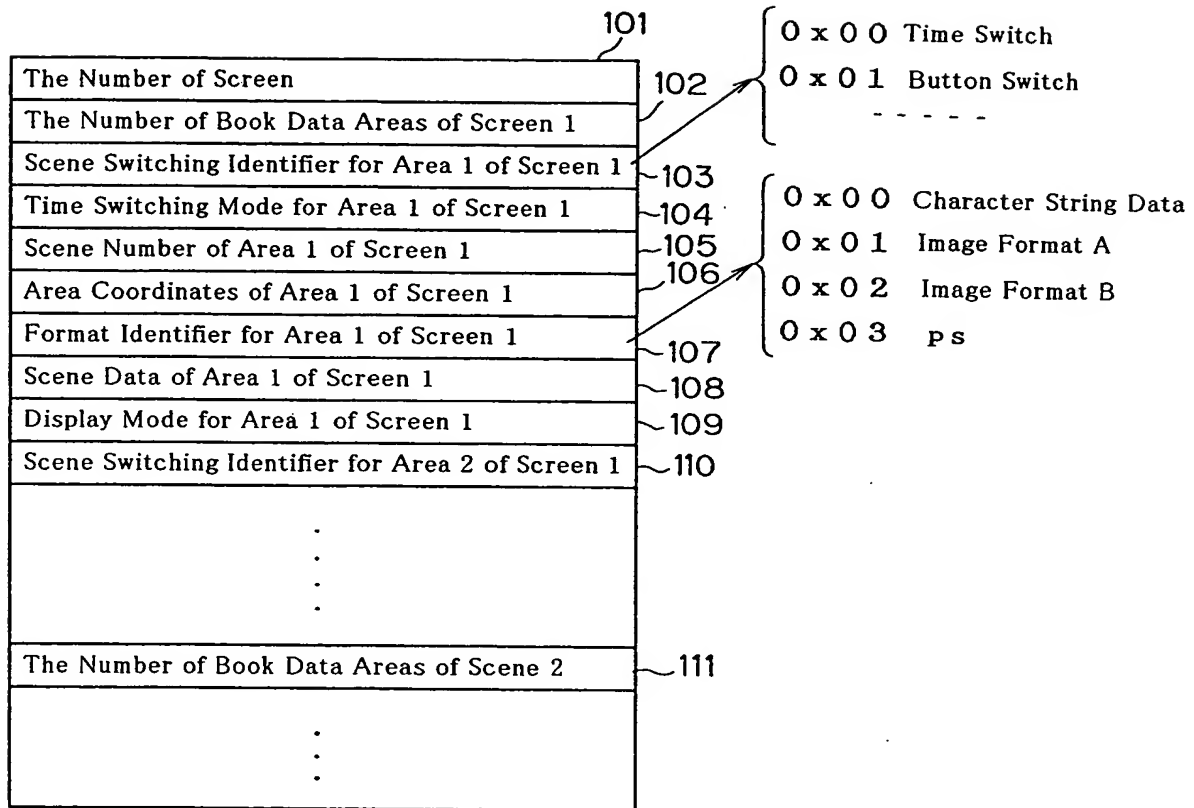 101
The Number of Screen
102
The Number of Book Data Areas of Screen 1
Scene Switching Identifier for Area 1 of Screen 1
103
Time Switching Mode for Area 1 of Screen 1
104
Scene Number of Area 1 of Screen 1
105
Area Coordinates of Area 1 of Screen 1
106
Format Identifier for Area 1 of Screen 1
107
Scene Data of Area 1 of Screen 1
108
Display Mode for Area 1 of Screen 1
109
Scene Switching Identifier for Area 2 of Screen 1
110
The Number of Book Data Areas of Scene 2
111
0x00 Time Switch
0x01 Button Switch
0x00 Character String Data
0x01 Image Format A
0x02 Image Format B
0x03 ps